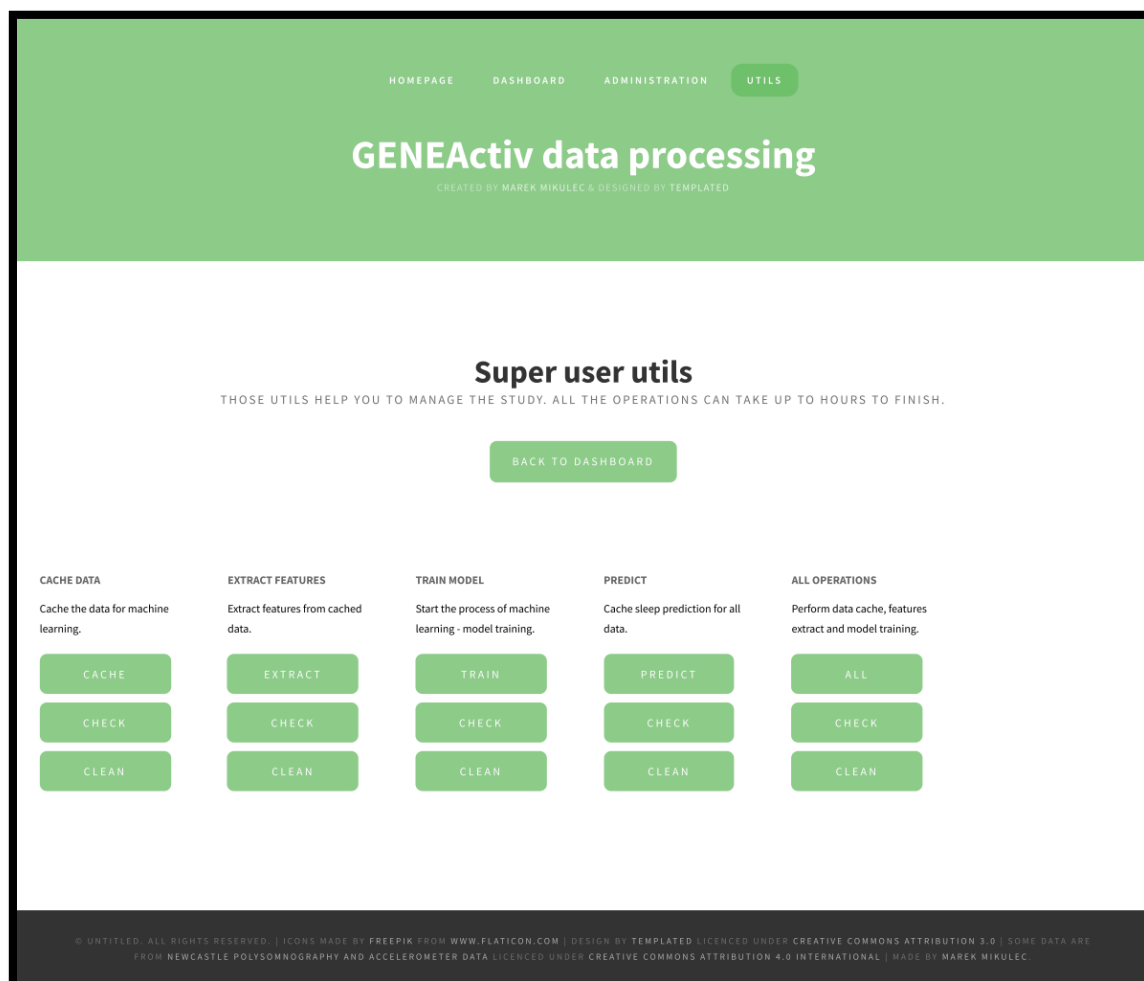 HOMEPAGE DASHBOARD ADMINISTRATION UTILS
GENEActiv data processing
CREATED BY MAREK MIKULEC & DESIGNED BY TEMPLATED
Super user utils
THOSE UTILS HELP YOU TO MANAGE THE STUDY. ALL THE OPERATIONS CAN TAKE UP TO HOURS TO FINISH.
BACK TO DASHBOARD
CACHE DATA
Cache the data for machine
learning.
CACHE
CHECK
CLEAN
EXTRACT FEATURES
Extract features from cached
data.
EXTRACT
CHECK
CLEAN
TRAIN MODEL
Start the process of machine
learning - model training.
TRAIN
CHECK
CLEAN
PREDICT
Cache sleep prediction for all
data.
PREDICT
CHECK
CLEAN
ALL OPERATIONS
Perform data cache, features
extract and model training.
ALL
CHECK
CLEAN
© UNTITLED. ALL RIGHTS RESERVED. | ICONS MADE BY FREEPIK FROM WWW.FLATICON.COM | DESIGN BY TEMPLATED LICENCED UNDER CREATIVE COMMONS ATTRIBUTION 3.0 | SOME DATA ARE
FROM NEWCASTLE POLYSOMNOGRAPHY AND ACCELEROMETER DATA LICENCED UNDER CREATIVE COMMONS ATTRIBUTION 4.0 INTERNATIONAL | MADE BY MAREK MIKULEC.